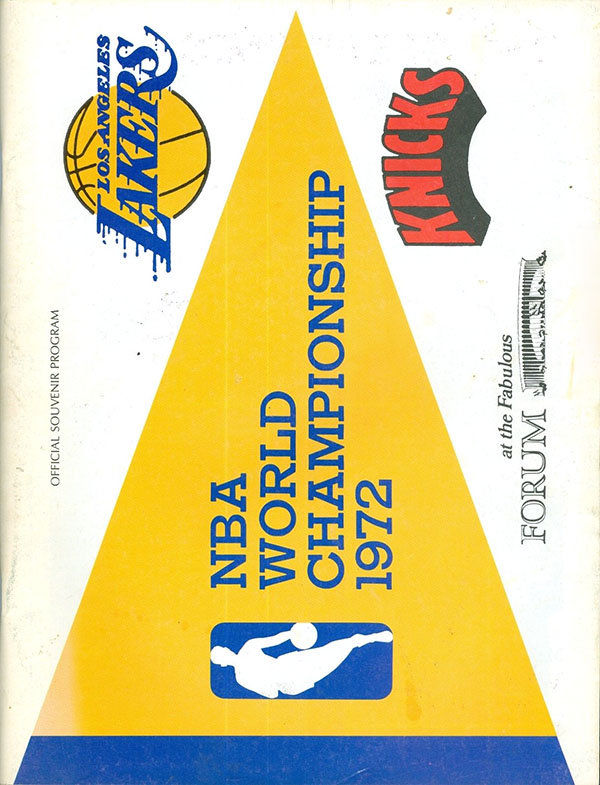 OFFICIAL SOUVENIR PROGRAM
LOS ANGELES
LAKERS
NBA
WORLD
CHAMPIONSHIP
1972
KNICKS
at the Fabulous
FORUM